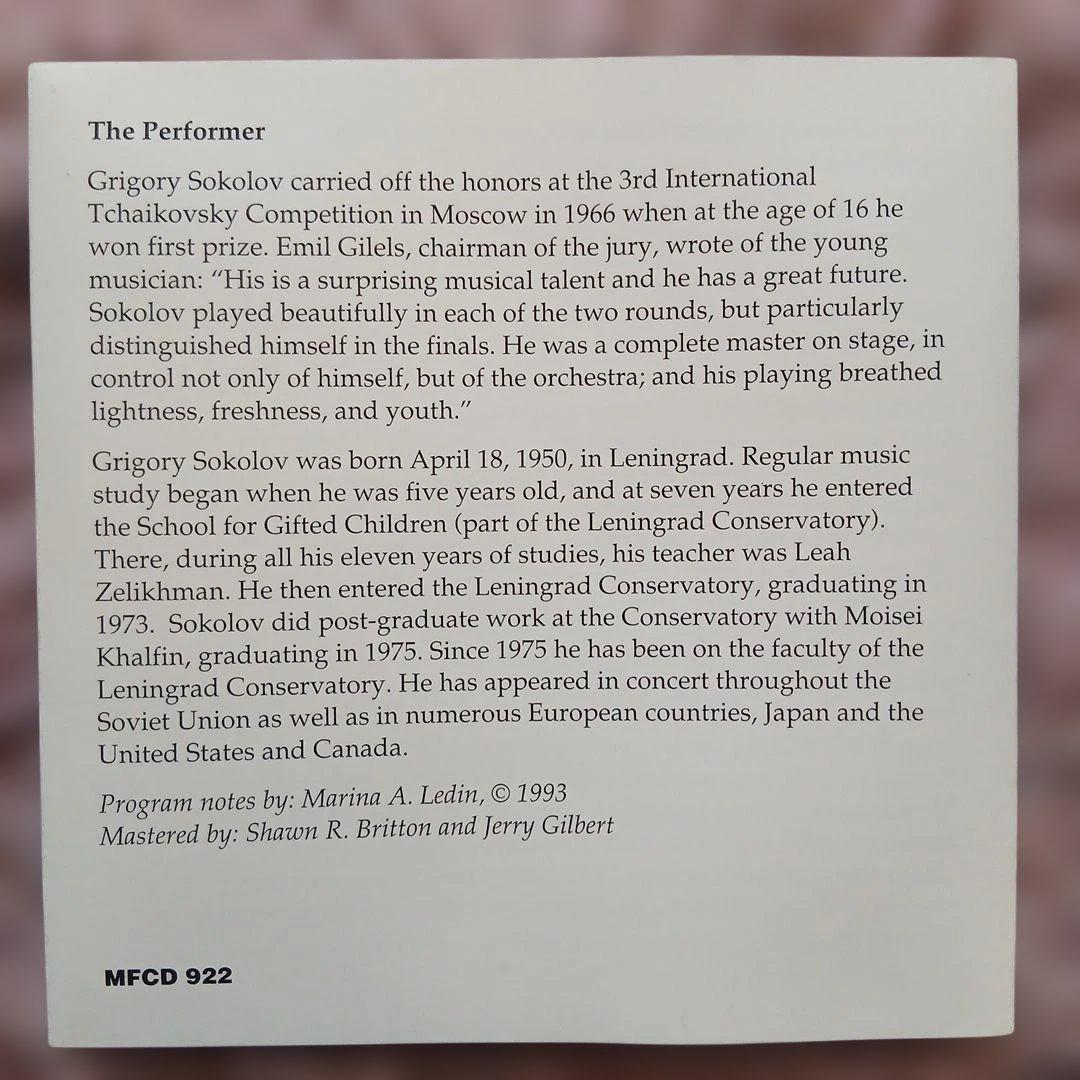 The Performer
Grigory Sokolov carried off the honors at the 3rd International
Tchaikovsky Competition in Moscow in 1966 when at the age of 16 he
won first prize. Emil Gilels, chairman of the jury, wrote of the young
musician: “His is a surprising musical talent and he has a great future.
Sokolov played beautifully in each of the two rounds, but particularly
distinguished himself in the finals. He was a complete master on stage, in
control not only of himself, but of the orchestra; and his playing breathed
lightness, freshness, and youth.”
Grigory Sokolov was born April 18, 1950, in Leningrad. Regular music
study began when he was five years old, and at seven years he entered
the School for Gifted Children (part of the Leningrad Conservatory).
There, during all his eleven years of studies, his teacher was Leah
Zelikhman. He then entered the Leningrad Conservatory, graduating in
1973.  Sokolov did post-graduate work at the Conservatory with Moisei
Khalfin, graduating in 1975. Since 1975 he has been on the faculty of the
Leningrad Conservatory. He has appeared in concert throughout the
Soviet Union as well as in numerous European countries, Japan and the
United States and Canada.
Program notes by: Marina A. Ledin, © 1993
Mastered by: Shawn R. Britton and Jerry Gilbert
MFCD 922